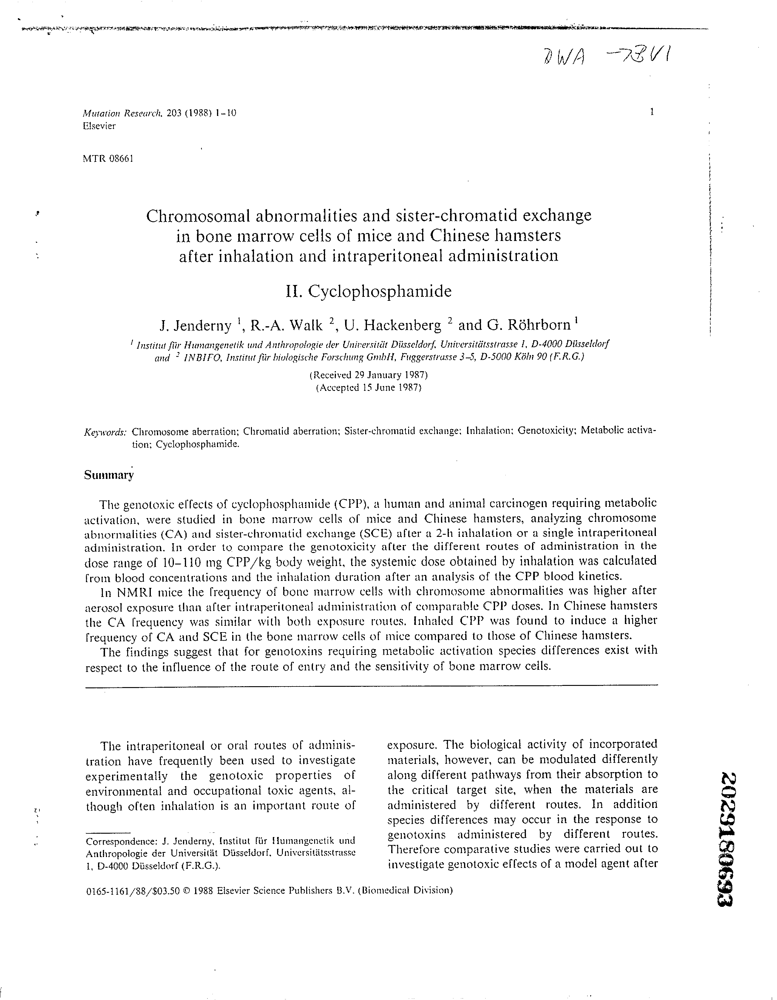 DWA
Mutation Research, 203 (1988) 1–10
1
Elsevier
MTR 08661
Chromosomal abnormalities and sister-chromatid exchange
in bone marrow cells of mice and Chinese hamsters
after inhalation and intraperitoneal administration
II. Cyclophosphamide
J. Jenderny 1, R.-A. Walk 2, U. Hackenberg 2 and G. Röhrborn 1
1 Institut für Humangenetik und Anthropologie der Universität Düsseldorf, Universitätsstrasse 1, D-4000 Düsseldorf
and 2 INBIFO, Institut für biologische Forschung GmbH, Fuggerstrasse 3–5, D-5000 Köln 90 (F.R.G.)
(Received 29 January 1987)
(Accepted 15 June 1987)
Keywords: Chromosome aberration; Chromatid aberration; Sister-chromatid exchange; Inhalation; Genotoxicity; Metabolic activa-
tion; Cyclophosphamide.
Summary
The genotoxic effects of cyclophosphamide (CPP), a human and animal carcinogen requiring metabolic
activation, were studied in bone marrow cells of mice and Chinese hamsters, analyzing chromosome
abnormalities (CA) and sister-chromatid exchange (SCE) after a 2-h inhalation or a single intraperitoneal
administration. In order to compare the genotoxicity after the different routes of administration in the
dose range of 10–110 mg CPP/kg body weight, the systemic dose obtained by inhalation was calculated
from blood concentrations and the inhalation duration after an analysis of the CPP blood kinetics.
In NMRI mice the frequency of bone marrow cells with chromosome abnormalities was higher after
aerosol exposure than after intraperitoneal administration of comparable CPP doses. In Chinese hamsters
the CA frequency was similar with both exposure routes. Inhaled CPP was found to induce a higher
frequency of CA and SCE in the bone marrow cells of mice compared to those of Chinese hamsters.
The findings suggest that for genotoxins requiring metabolic activation species differences exist with
respect to the influence of the route of entry and the sensitivity of bone marrow cells.
The intraperitoneal or oral routes of adminis-
tration have frequently been used to investigate
experimentally the genotoxic properties of
environmental and occupational toxic agents, al-
though often inhalation is an important route of
Correspondence: J. Jenderny, Institut für Humangenetik und
Anthropologie der Universität Düsseldorf, Universitätsstrasse
1, D-4000 Düsseldorf (F.R.G.).
exposure. The biological activity of incorporated
materials, however, can be modulated differently
along different pathways from their absorption to
the critical target site, when the materials are
administered by different routes. In addition
species differences may occur in the response to
genotoxins administered by different routes.
Therefore comparative studies were carried out to
investigate genotoxic effects of a model agent after
0165-1161/88/$03.50 © 1988 Elsevier Science Publishers B.V. (Biomedical Division)
2029180693